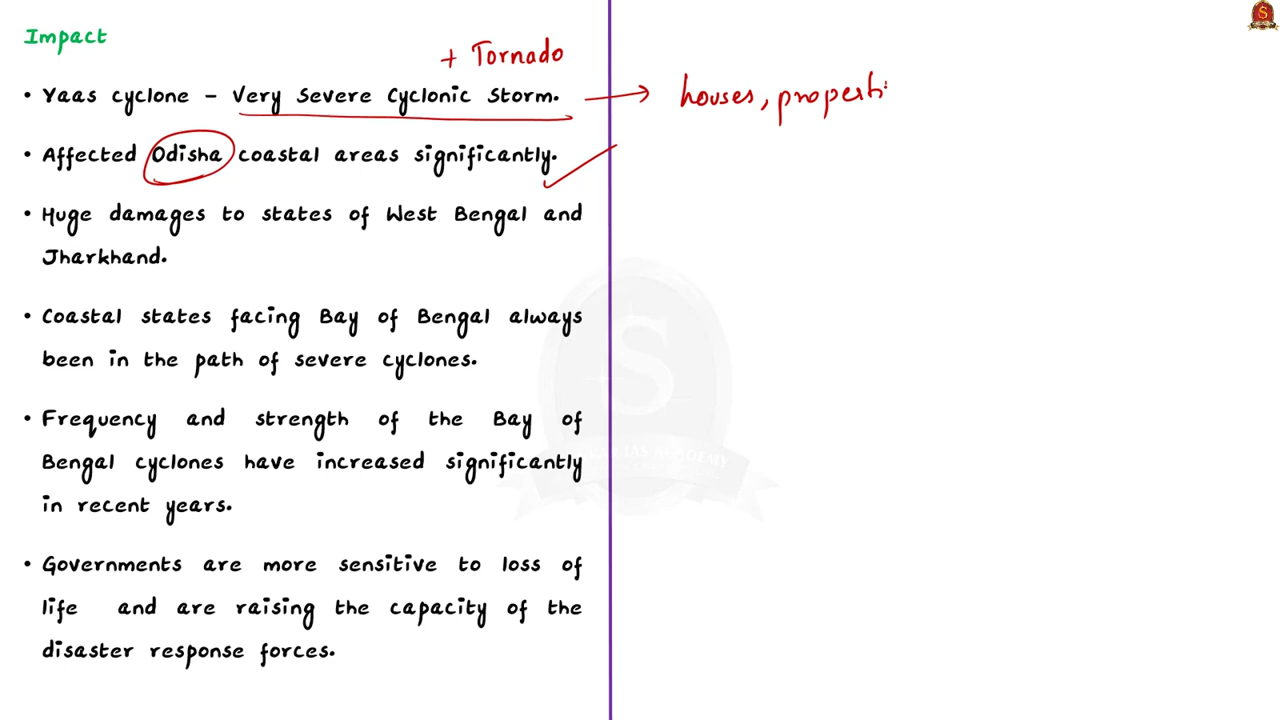 Impact
+ Tornado
• Yaas cyclone – Very Severe Cyclonic Storm. → houses, properti
• Affected Odisha coastal areas significantly.
• Huge damages to states of West Bengal and
Jharkhand.
• Coastal states facing Bay of Bengal always
been in the path of severe cyclones.
• Frequency and strength of the Bay of
Bengal cyclones have increased significantly
in recent years.
• Governments are more sensitive to loss of
life and are raising the capacity of the
disaster response forces.
S
IAS ACADEMY